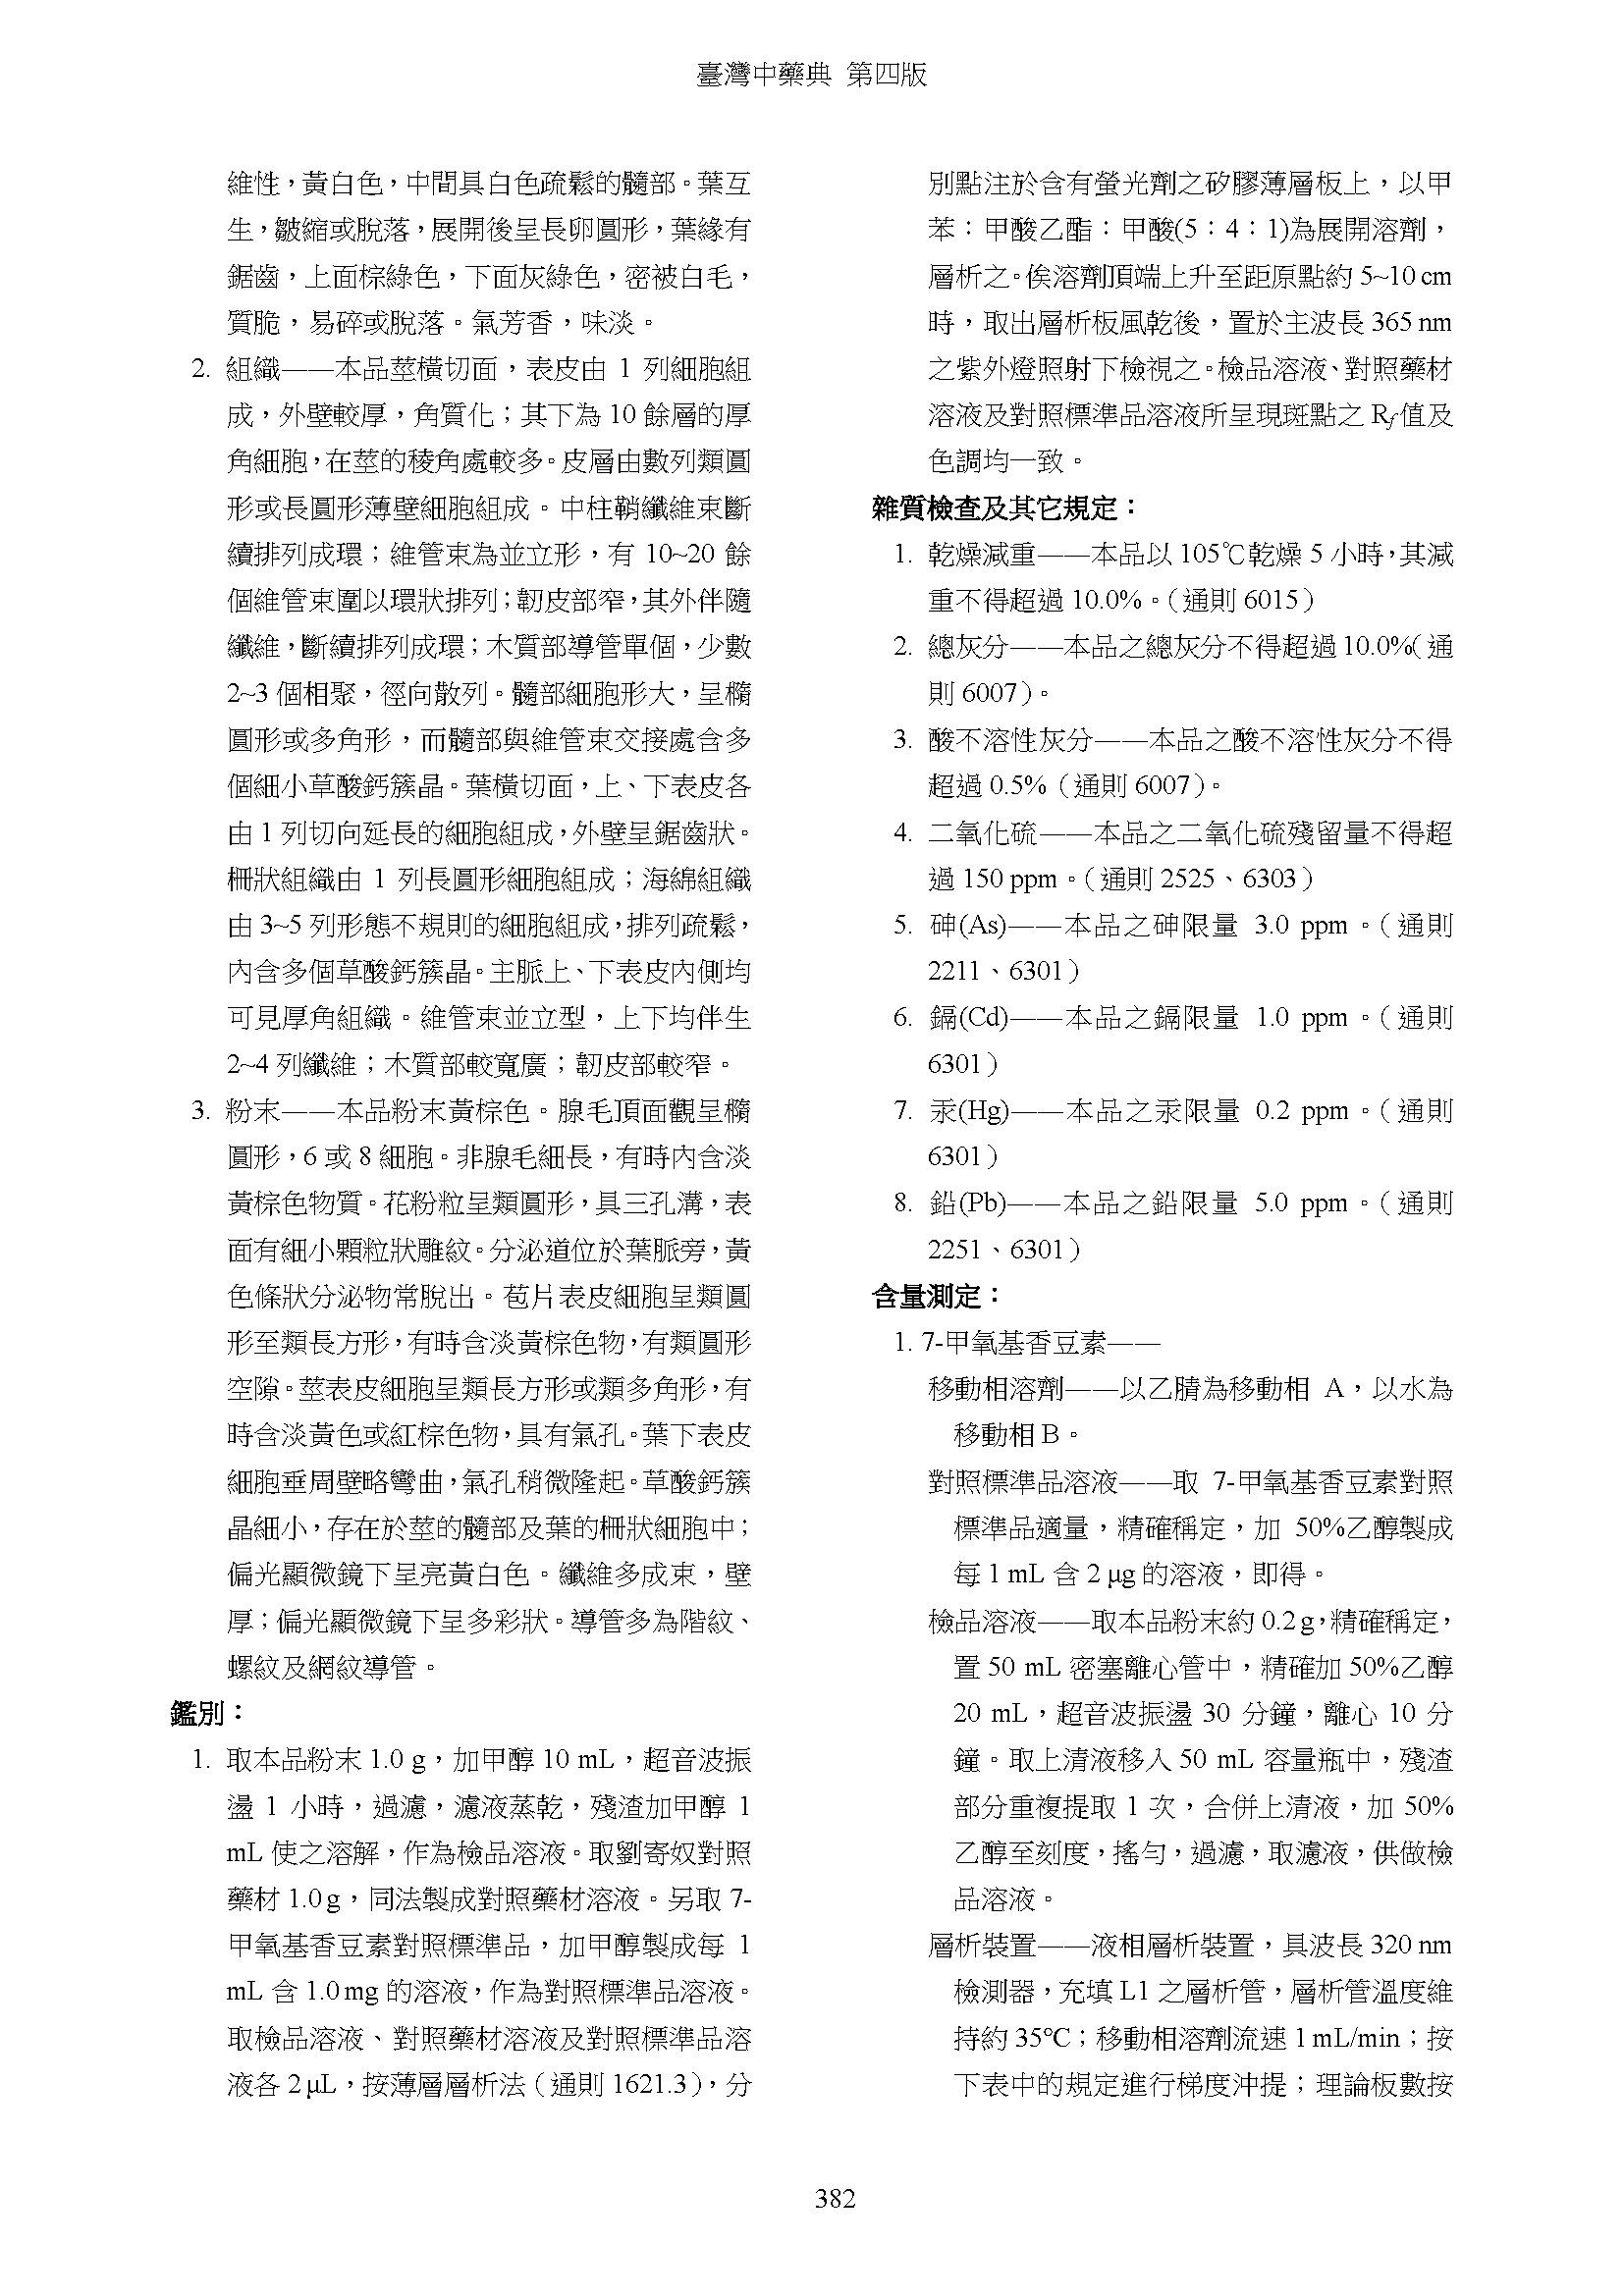 臺灣中藥典 第四版
維性，黃白色，中間具白色疏鬆的髓部。葉互
生，皺縮或脫落，展開後呈長卵圓形，葉緣有
鋸齒，上面棕綠色，下面灰綠色，密被白毛，
質脆，易碎或脫落。氣芳香，味淡。
2. 組織——本品莖橫切面，表皮由 1 列細胞組
成，外壁較厚，角質化；其下為 10 餘層的厚
角細胞，在莖的稜角處較多。皮層由數列類圓
形或長圓形薄壁細胞組成。中柱鞘纖維束斷
續排列成環；維管束為並立形，有 10~20 餘
個維管束圍以環狀排列；韌皮部窄，其外伴隨
纖維，斷續排列成環；木質部導管單個，少數
2~3 個相聚，徑向散列。髓部細胞形大，呈橢
圓形或多角形，而髓部與維管束交接處含多
個細小草酸鈣簇晶。葉橫切面，上、下表皮各
由 1 列切向延長的細胞組成，外壁呈鋸齒狀。
柵狀組織由 1 列長圓形細胞組成；海綿組織
由 3~5 列形態不規則的細胞組成，排列疏鬆，
內含多個草酸鈣簇晶。主脈上、下表皮內側均
可見厚角組織。維管束並立型，上下均伴生
2~4 列纖維；木質部較寬廣；韌皮部較窄。
3. 粉末——本品粉末黃棕色。腺毛頂面觀呈橢
圓形，6 或 8 細胞。非腺毛細長，有時內含淡
黃棕色物質。花粉粒呈類圓形，具三孔溝，表
面有細小顆粒狀雕紋。分泌道位於葉脈旁，黃
色條狀分泌物常脫出。苞片表皮細胞呈類圓
形至類長方形，有時含淡黃棕色物，有類圓形
空隙。莖表皮細胞呈類長方形或類多角形，有
時含淡黃色或紅棕色物，具有氣孔。葉下表皮
細胞垂周壁略彎曲，氣孔稍微隆起。草酸鈣簇
晶細小，存在於莖的髓部及葉的柵狀細胞中；
偏光顯微鏡下呈亮黃白色。纖維多成束，壁
厚；偏光顯微鏡下呈多彩狀。導管多為階紋、
螺紋及網紋導管。
鑑別：
1. 取本品粉末 1.0 g，加甲醇 10 mL，超音波振
盪 1 小時，過濾，濾液蒸乾，殘渣加甲醇 1
mL 使之溶解，作為檢品溶液。取劉寄奴對照
藥材 1.0 g，同法製成對照藥材溶液。另取 7-
甲氧基香豆素對照標準品，加甲醇製成每 1
mL 含 1.0 mg 的溶液，作為對照標準品溶液。
取檢品溶液、對照藥材溶液及對照標準品溶
液各 2 μL，按薄層層析法（通則 1621.3），分
別點注於含有螢光劑之矽膠薄層板上，以甲
苯：甲酸乙酯：甲酸(5：4：1)為展開溶劑，
層析之。俟溶劑頂端上升至距原點約 5~10 cm
時，取出層析板風乾後，置於主波長 365 nm
之紫外燈照射下檢視之。檢品溶液、對照藥材
溶液及對照標準品溶液所呈現斑點之 Rf 值及
色調均一致。
雜質檢查及其它規定：
1. 乾燥減重——本品以 105℃乾燥 5 小時，其減
重不得超過 10.0%。（通則 6015）
2. 總灰分——本品之總灰分不得超過 10.0%（通
則 6007）。
3. 酸不溶性灰分——本品之酸不溶性灰分不得
超過 0.5%（通則 6007）。
4. 二氧化硫——本品之二氧化硫殘留量不得超
過 150 ppm。（通則 2525、6303）
5. 砷(As)——本品之砷限量 3.0 ppm。（通則
2211、6301）
6. 鎘(Cd)——本品之鎘限量 1.0 ppm。（通則
6301）
7. 汞(Hg)——本品之汞限量 0.2 ppm。（通則
6301）
8. 鉛(Pb)——本品之鉛限量 5.0 ppm。（通則
2251、6301）
含量測定：
1. 7-甲氧基香豆素——
移動相溶劑——以乙腈為移動相 A，以水為
移動相 B。
對照標準品溶液——取 7-甲氧基香豆素對照
標準品適量，精確稱定，加 50%乙醇製成
每 1 mL 含 2 μg 的溶液，即得。
檢品溶液——取本品粉末約 0.2 g，精確稱定，
置 50 mL 密塞離心管中，精確加 50%乙醇
20 mL，超音波振盪 30 分鐘，離心 10 分
鐘。取上清液移入 50 mL 容量瓶中，殘渣
部分重複提取 1 次，合併上清液，加 50%
乙醇至刻度，搖勻，過濾，取濾液，供做檢
品溶液。
層析裝置——液相層析裝置，具波長 320 nm
檢測器，充填 L1 之層析管，層析管溫度維
持約 35℃；移動相溶劑流速 1 mL/min；按
下表中的規定進行梯度沖提；理論板數按
382